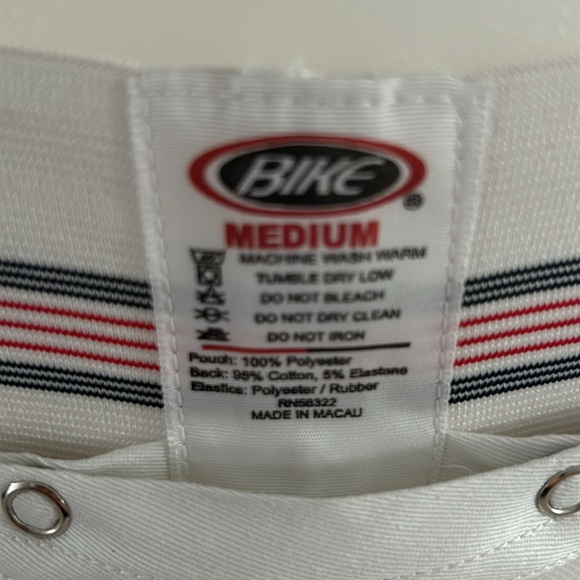 BIKE®
MEDIUM
MACHINE WASH WARM
TUMBLE DRY LOW
DO NOT BLEACH
DO NOT DRY CLEAN
DO NOT IRON
Pouch: 100% Polyester
Back: 95% Cotton, 5% Elastane
Elastics: Polyester / Rubber
RN58322
MADE IN MACAU